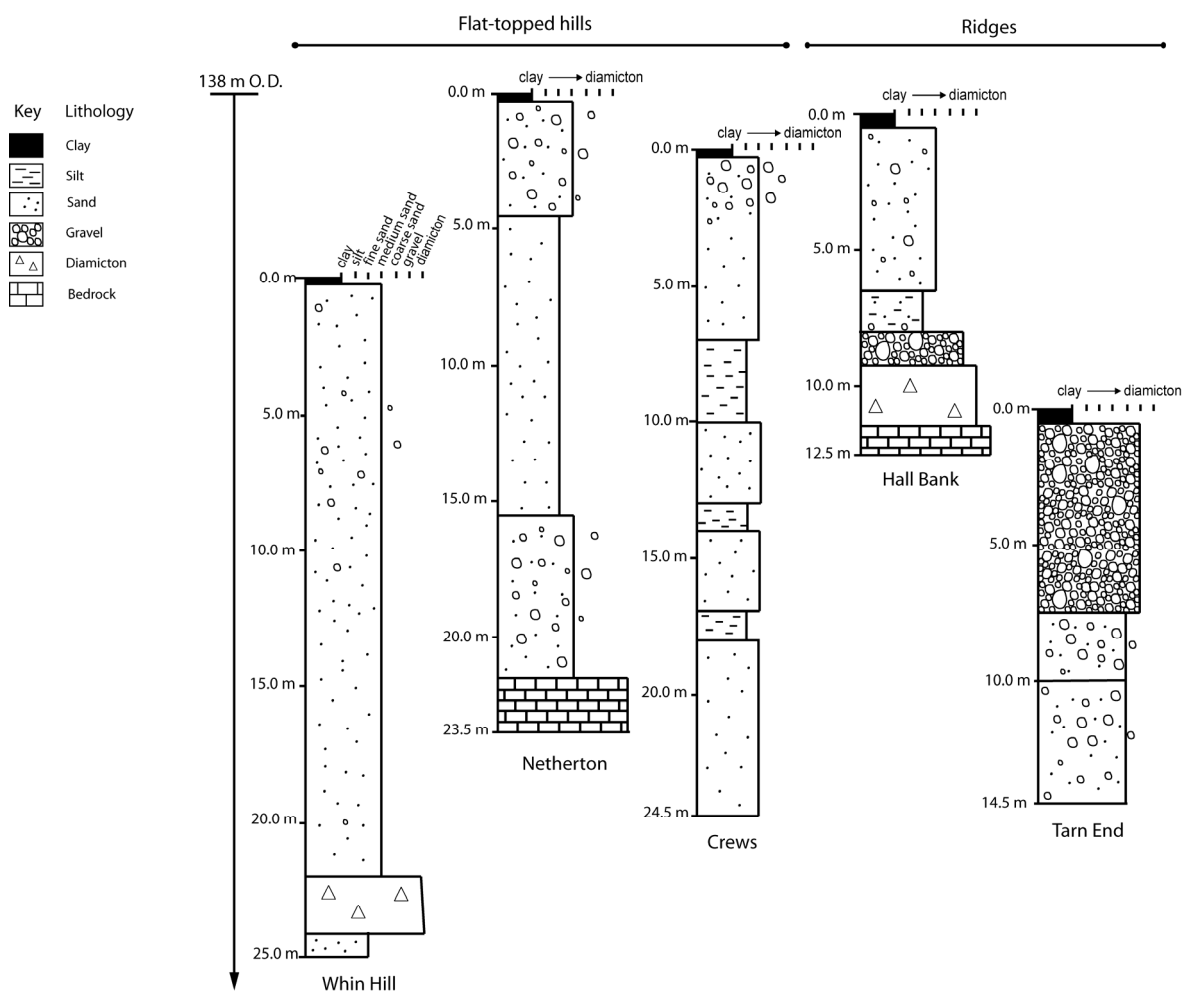 Flat-topped hills
Ridges
138 m O.D.
Key Lithology
Clay
Silt
Sand
Gravel
Diamicton
Bedrock
clay
silt
fine sand
medium sand
coarse sand
gravel
diamicton
0.0 m
5.0 m
10.0 m
15.0 m
20.0 m
25.0 m
Whin Hill
clay diamicton
0.0 m
5.0 m
10.0 m
15.0 m
20.0 m
23.5 m
Netherton
clay diamicton
0.0 m
5.0 m
10.0 m
15.0 m
20.0 m
24.5 m
Crews
clay diamicton
0.0 m
5.0 m
10.0 m
12.5 m
Hall Bank
clay diamicton
0.0 m
5.0 m
10.0 m
14.5 m
Tarn End